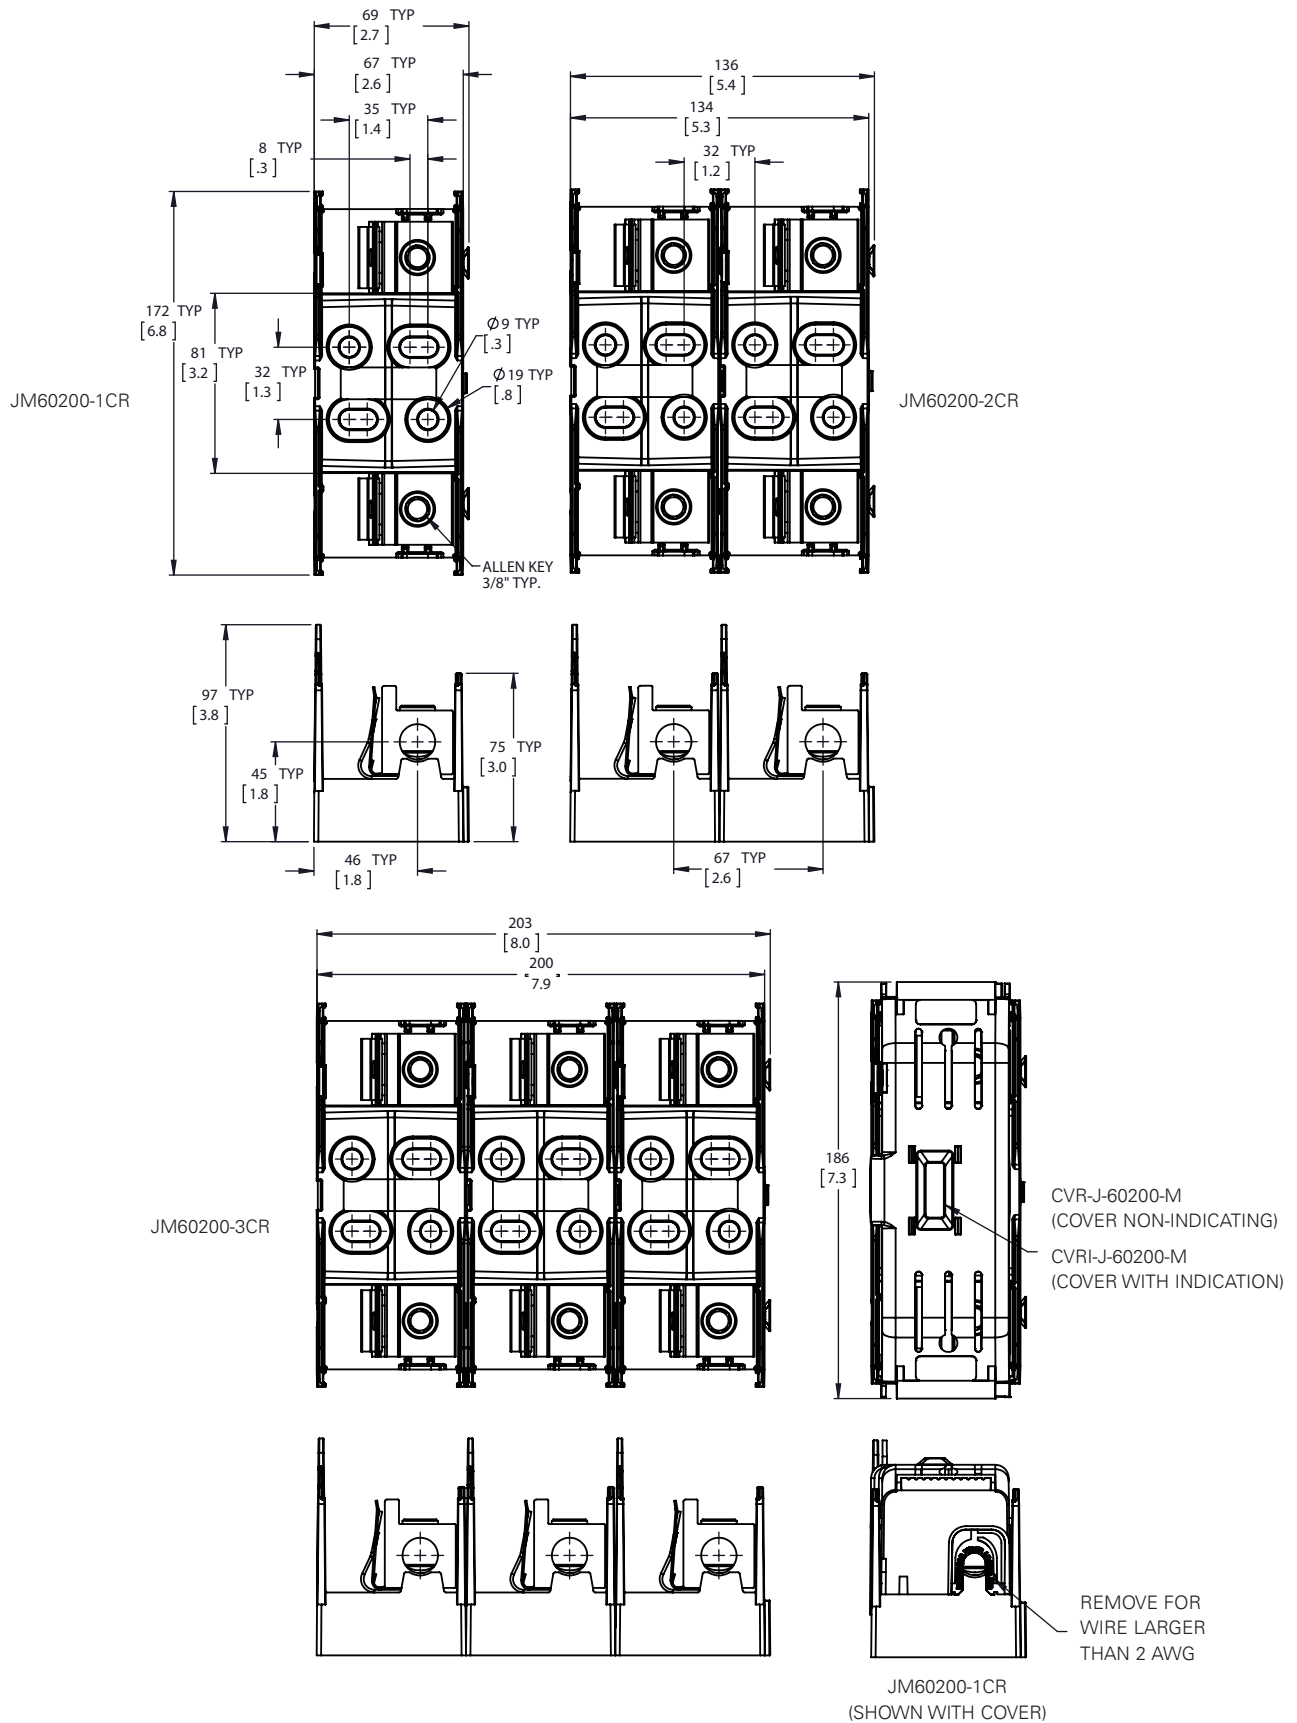 69 TYP
[2.7]
67 TYP
[2.6]
35 TYP
[1.4]
8 TYP
[.3]
136
[5.4]
134
[5.3]
32 TYP
[1.2]
172 TYP
[6.8]
81 TYP
[3.2]
32 TYP
[1.3]
Ø9 TYP
[.3]
Ø19 TYP
[.8]
JM60200-1CR
JM60200-2CR
ALLEN KEY
3/8" TYP.
97 TYP
[3.8]
45 TYP
[1.8]
75 TYP
[3.0]
46 TYP
[1.8]
67 TYP
[2.6]
203
[8.0]
200
7.9
JM60200-3CR
186
[7.3]
CVR-J-60200-M
(COVER NON-INDICATING)
CVRI-J-60200-M
(COVER WITH INDICATION)
REMOVE FOR
WIRE LARGER
THAN 2 AWG
JM60200-1CR
(SHOWN WITH COVER)